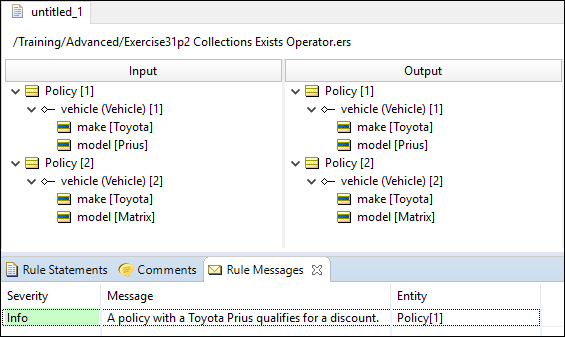 untitled_1
/Training/Advanced/Exercise31p2 Collections Exists Operator.ers
Input Output
Policy [1] Policy [1]
vehicle (Vehicle) [1] vehicle (Vehicle) [1]
make [Toyota] make [Toyota]
model [Prius] model [Prius]
Policy [2] Policy [2]
vehicle (Vehicle) [2] vehicle (Vehicle) [2]
make [Toyota] make [Toyota]
model [Matrix] model [Matrix]
Rule Statements Comments Rule Messages
Severity Message Entity
Info A policy with a Toyota Prius qualifies for a discount. Policy[1]